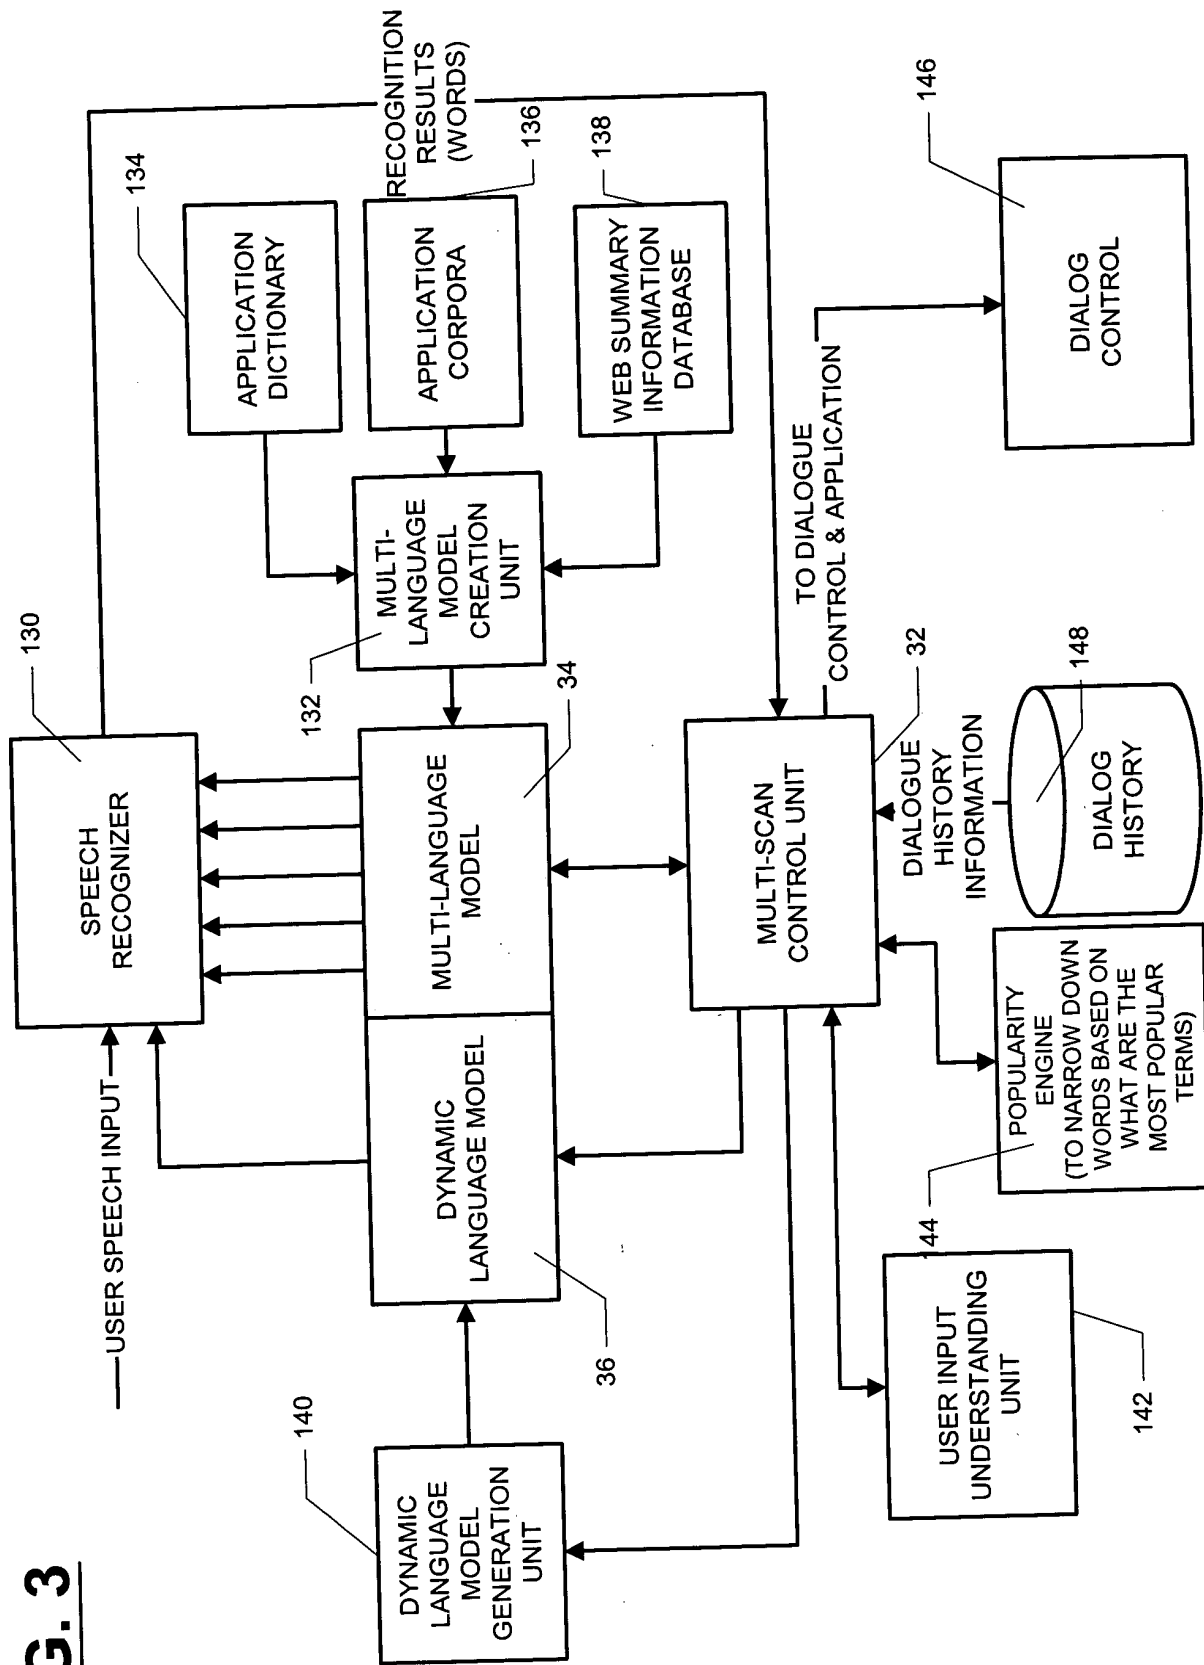 G. 3
USER SPEECH INPUT
SPEECH
RECOGNIZER
130
RECOGNITION
RESULTS
(WORDS)
140
DYNAMIC
LANGUAGE
MODEL
GENERATION
UNIT
DYNAMIC
LANGUAGE MODEL
36
MULTI-LANGUAGE
MODEL
34
132
MULTI-
LANGUAGE
MODEL
CREATION
UNIT
134
APPLICATION
DICTIONARY
136
APPLICATION
CORPORA
138
WEB SUMMARY
INFORMATION
DATABASE
MULTI-SCAN
CONTROL UNIT
32
TO DIALOGUE
CONTROL & APPLICATION
USER INPUT
UNDERSTANDING
UNIT
142
144
POPULARITY
ENGINE
(TO NARROW DOWN
WORDS BASED ON
WHAT ARE THE
MOST POPULAR
TERMS)
DIALOGUE
HISTORY
INFORMATION
148
DIALOG
HISTORY
146
DIALOG
CONTROL